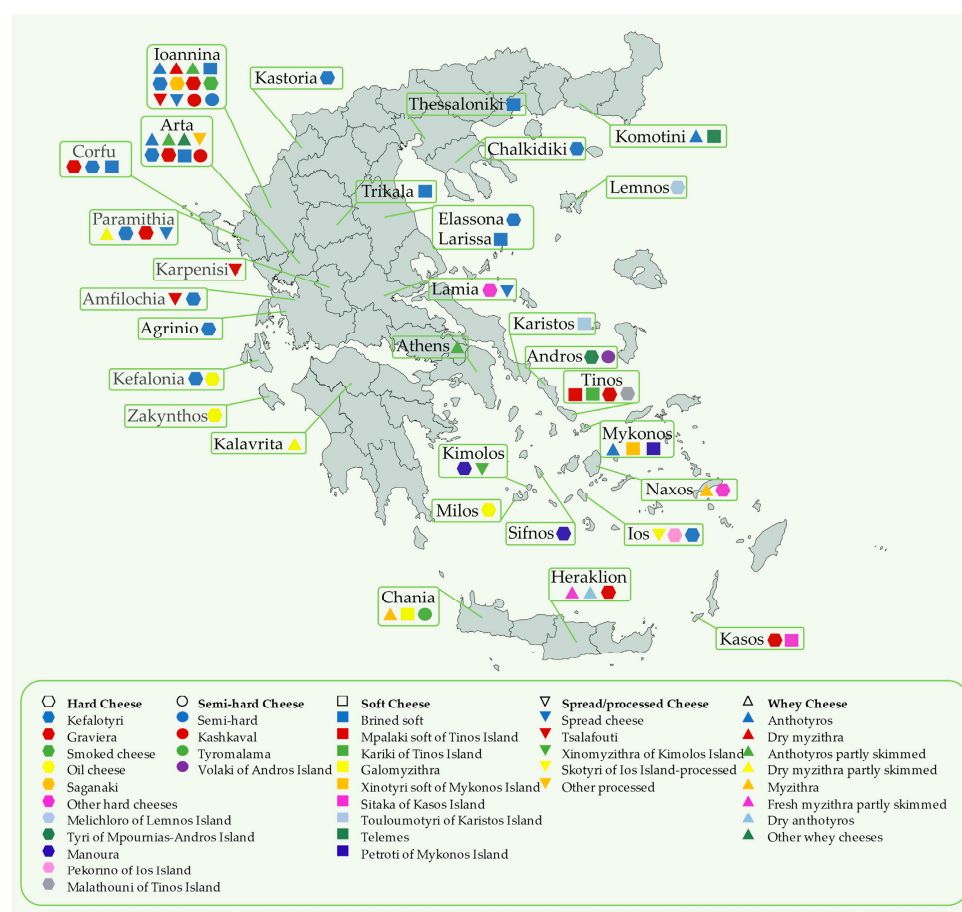 Ioannina
Kastoria
Thessaloniki
Arta
Komotini
Corfu
Chalkidiki
Trikala
Lemnos
Paramithia
Elassona
Larissa
Karpenisi
Lamia
Amfilochia
Karistos
Agrinio
Athens
Andros
Kefalonia
Tinos
Zakynthos
Kalavrita
Mykonos
Kimolos
Naxos
Milos
Sifnos
Ios
Heraklion
Chania
Kasos
Hard Cheese
Kefalotyri
Graviera
Smoked cheese
Oil cheese
Saganaki
Other hard cheeses
Melichloro of Lemnos Island
Tyri of Mpournias-Andros Island
Manoura
Pekorino of Ios Island
Malathouni of Tinos Island
Semi-hard Cheese
Semi-hard
Kashkaval
Tyromalama
Volaki of Andros Island
Soft Cheese
Brined soft
Mpalaki soft of Tinos Island
Kariki of Tinos Island
Galomyzithra
Xinotyri soft of Mykonos Island
Sitaka of Kasos Island
Touloumotyri of Karistos Island
Telemes
Petroti of Mykonos Island
Spread/processed Cheese
Spread cheese
Tsalafouti
Xinomyzithra of Kimolos Island
Skotyri of Ios Island-processed
Other processed
Whey Cheese
Anthotyros
Dry myzithra
Anthotyros partly skimmed
Dry myzithra partly skimmed
Myzithra
Fresh myzithra partly skimmed
Dry anthotyros
Other whey cheeses